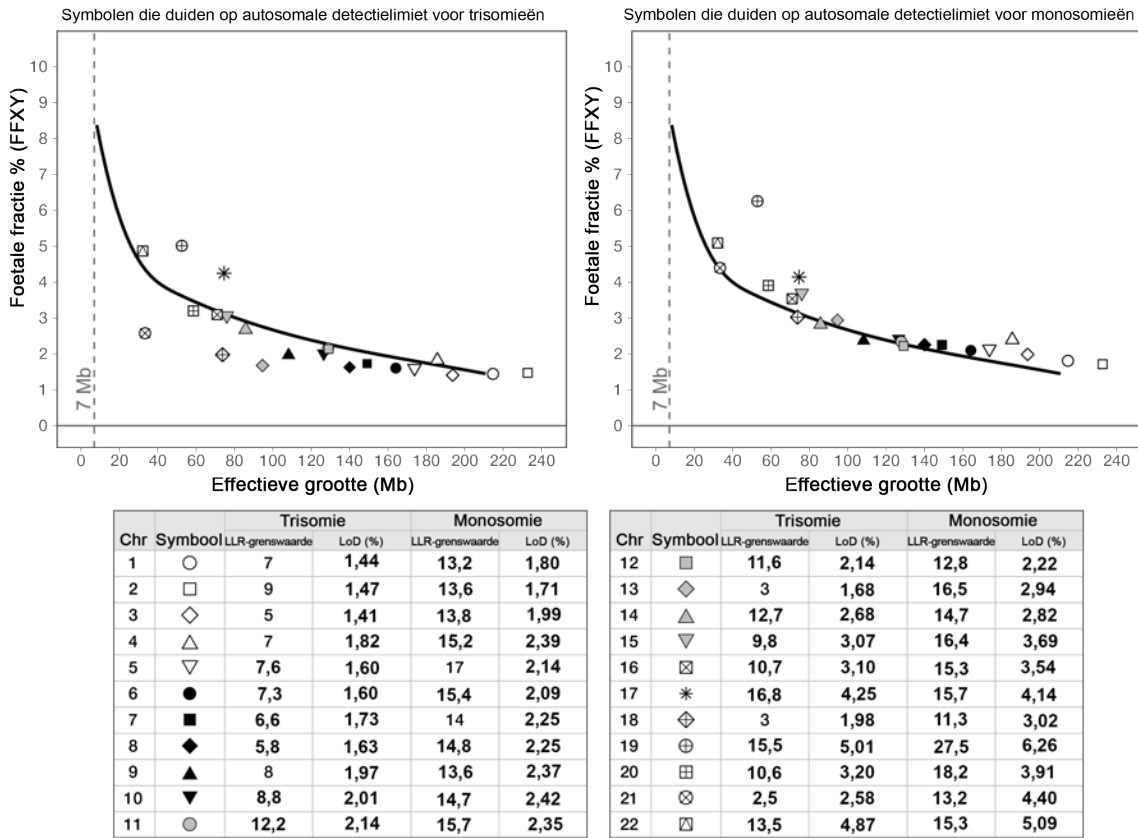 Symbolen die duiden op autosomale detectielimiet voor trisomieën
Foetale fractie % (FFXY)
10
9
8
7
6
5
4
3
2
1
0
7 Mb
0 20 40 60 80 100 120 140 160 180 200 220 240
Effectieve grootte (Mb)
Symbolen die duiden op autosomale detectielimiet voor monosomieën
Foetale fractie % (FFXY)
10
9
8
7
6
5
4
3
2
1
0
7 Mb
0 20 40 60 80 100 120 140 160 180 200 220 240
Effectieve grootte (Mb)
Trisomie Monosomie
Chr Symbool LLR-grenswaarde LoD (%) LLR-grenswaarde LoD (%)
1 7 1,44 13,2 1,80
2 9 1,47 13,6 1,71
3 5 1,41 13,8 1,99
4 7 1,82 15,2 2,39
5 7,6 1,60 17 2,14
6 7,3 1,60 15,4 2,09
7 6,6 1,73 14 2,25
8 5,8 1,63 14,8 2,25
9 8 1,97 13,6 2,37
10 8,8 2,01 14,7 2,42
11 12,2 2,14 15,7 2,35
Trisomie Monosomie
Chr Symbool LLR-grenswaarde LoD (%) LLR-grenswaarde LoD (%)
12 11,6 2,14 12,8 2,22
13 3 1,68 16,5 2,94
14 12,7 2,68 14,7 2,82
15 9,8 3,07 16,4 3,69
16 10,7 3,10 15,3 3,54
17 16,8 4,25 15,7 4,14
18 3 1,98 11,3 3,02
19 15,5 5,01 27,5 6,26
20 10,6 3,20 18,2 3,91
21 2,5 2,58 13,2 4,40
22 13,5 4,87 15,3 5,09